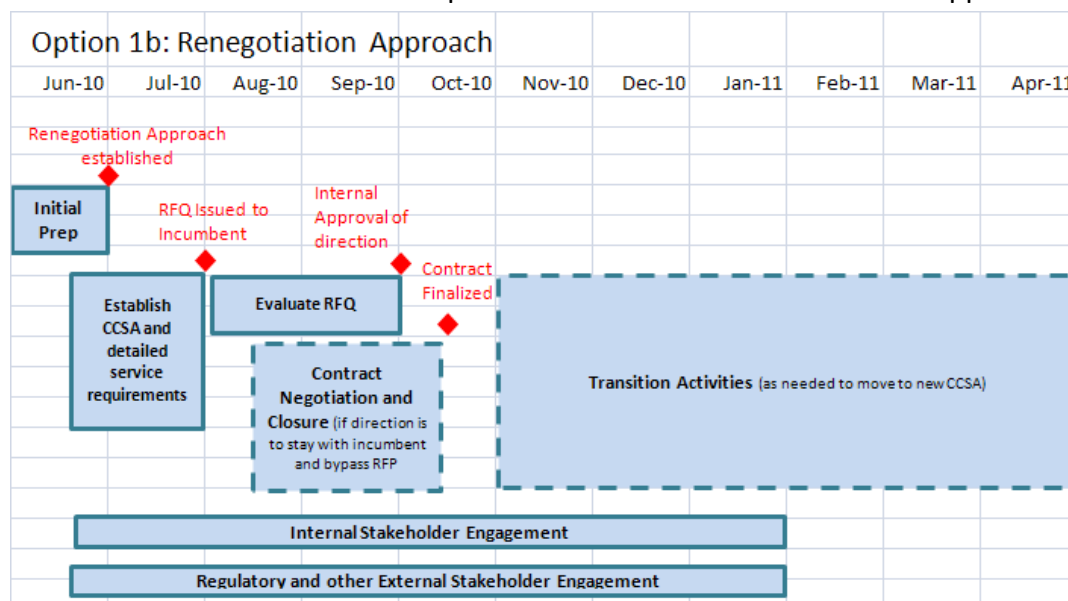 Option 1b: Renegotiation Approach
Jun-10 Jul-10 Aug-10 Sep-10 Oct-10 Nov-10 Dec-10 Jan-11 Feb-11 Mar-11 Apr-11
Renegotiation Approach
established
Initial
Prep
RFQ Issued to
Incumbent
Internal
Approval of
direction
Contract
Finalized
Establish
CCSA and
detailed
service
requirements
Evaluate RFQ
Contract
Negotiation and
Closure (if direction is
to stay with incumbent
and bypass RFP
Transition Activities (as needed to move to new CCSA)
Internal Stakeholder Engagement
Regulatory and other External Stakeholder Engagement